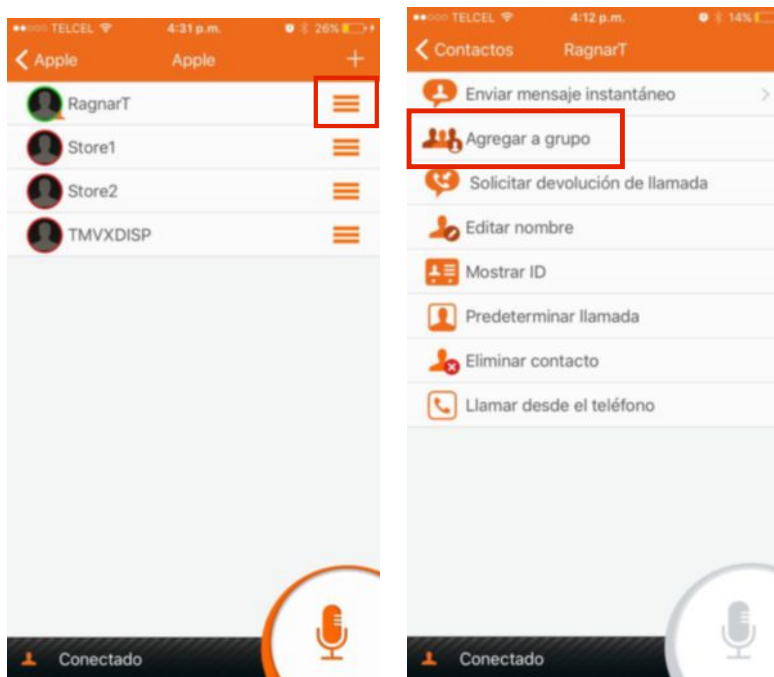 TELCEL 4:31 p.m. 26%
Apple Apple +
RagnarT
Store1
Store2
TMVXDISP
Conectado
TELCEL 4:12 p.m. 14%
Contactos RagnarT
Enviar mensaje instantáneo
Agregar a grupo
Solicitar devolución de llamada
Editar nombre
Mostrar ID
Predeterminar llamada
Eliminar contacto
Llamar desde el teléfono
Conectado